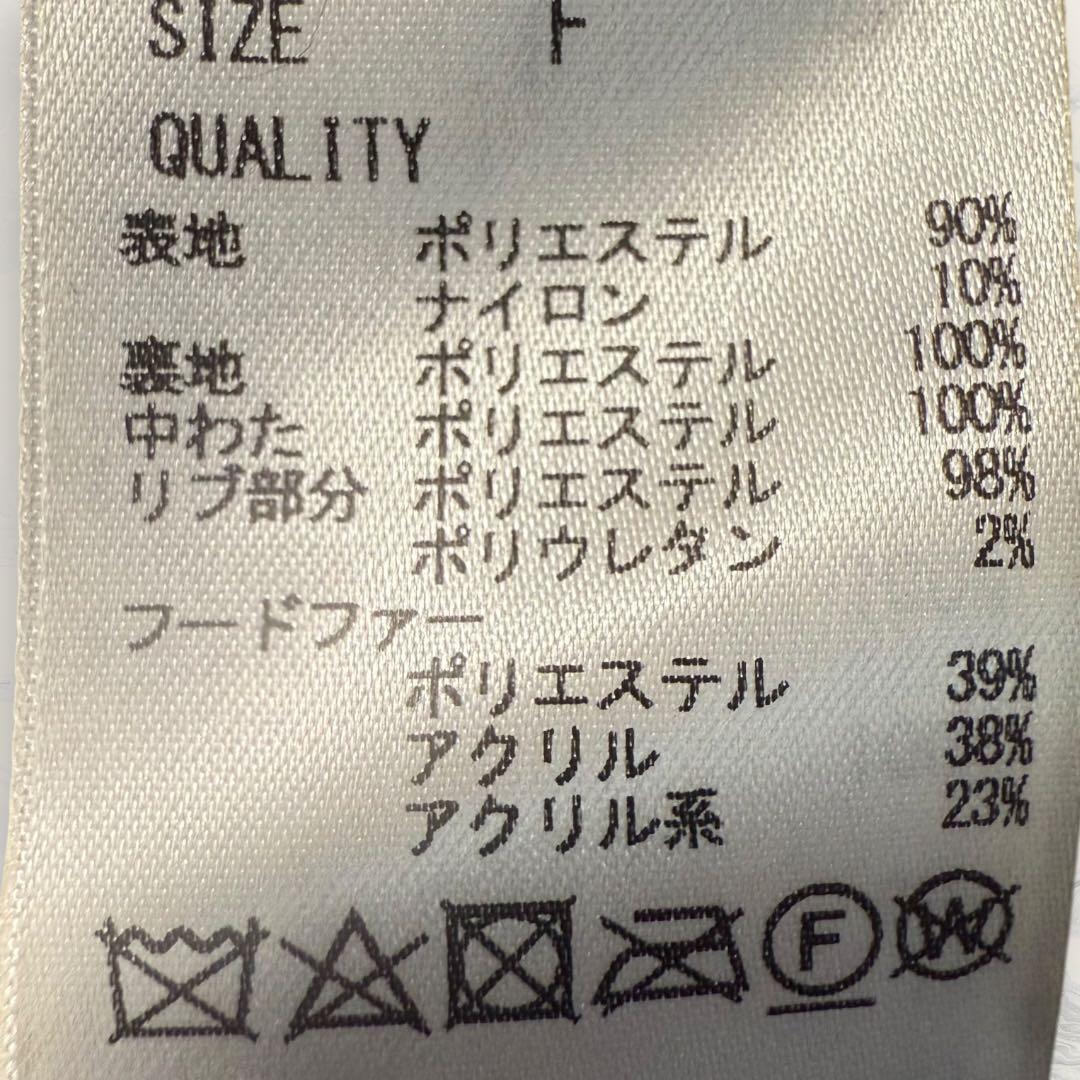 SIZE F
QUALITY
表地 ポリエステル 90%
ナイロン 10%
裏地 ポリエステル 100%
中わた ポリエステル 100%
リブ部分 ポリエステル 98%
ポリウレタン 2%
フードファー
ポリエステル 39%
アクリル 38%
アクリル系 23%
F W